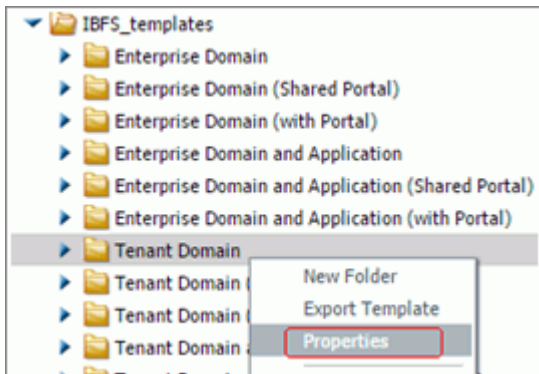 IBFS_templates
Enterprise Domain
Enterprise Domain (Shared Portal)
Enterprise Domain (with Portal)
Enterprise Domain and Application
Enterprise Domain and Application (Shared Portal)
Enterprise Domain and Application (with Portal)
Tenant Domain
Tenant Domain (
New Folder
Tenant Domain (
Export Template
Tenant Domain a
Properties